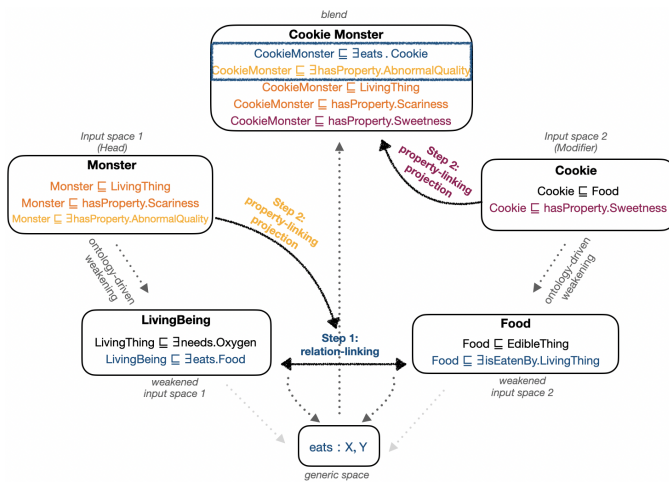 blend
Cookie Monster
CookieMonster ⊑ ∃eats . Cookie
CookieMonster ⊑ ∃hasProperty.AbnormalQuality
CookieMonster ⊑ LivingThing
CookieMonster ⊑ hasProperty.Scariness
CookieMonster ⊑ hasProperty.Sweetness
Input space 1
(Head)
Monster
Monster ⊑ LivingThing
Monster ⊑ hasProperty.Scariness
Monster ⊑ ∃hasProperty.AbnormalQuality
Input space 2
(Modifier)
Cookie
Cookie ⊑ Food
Cookie ⊑ hasProperty.Sweetness
Step 2:
property-linking
projection
Step 2:
property-linking
projection
ontology-driven
weakening
ontology-driven
weakening
LivingBeing
LivingThing ⊑ ∃needs.Oxygen
LivingBeing ⊑ ∃eats.Food
weakened
input space 1
Step 1:
relation-linking
Food
Food ⊑ EdibleThing
Food ⊑ ∃isEatenBy.LivingThing
weakened
input space 2
eats : X, Y
generic space